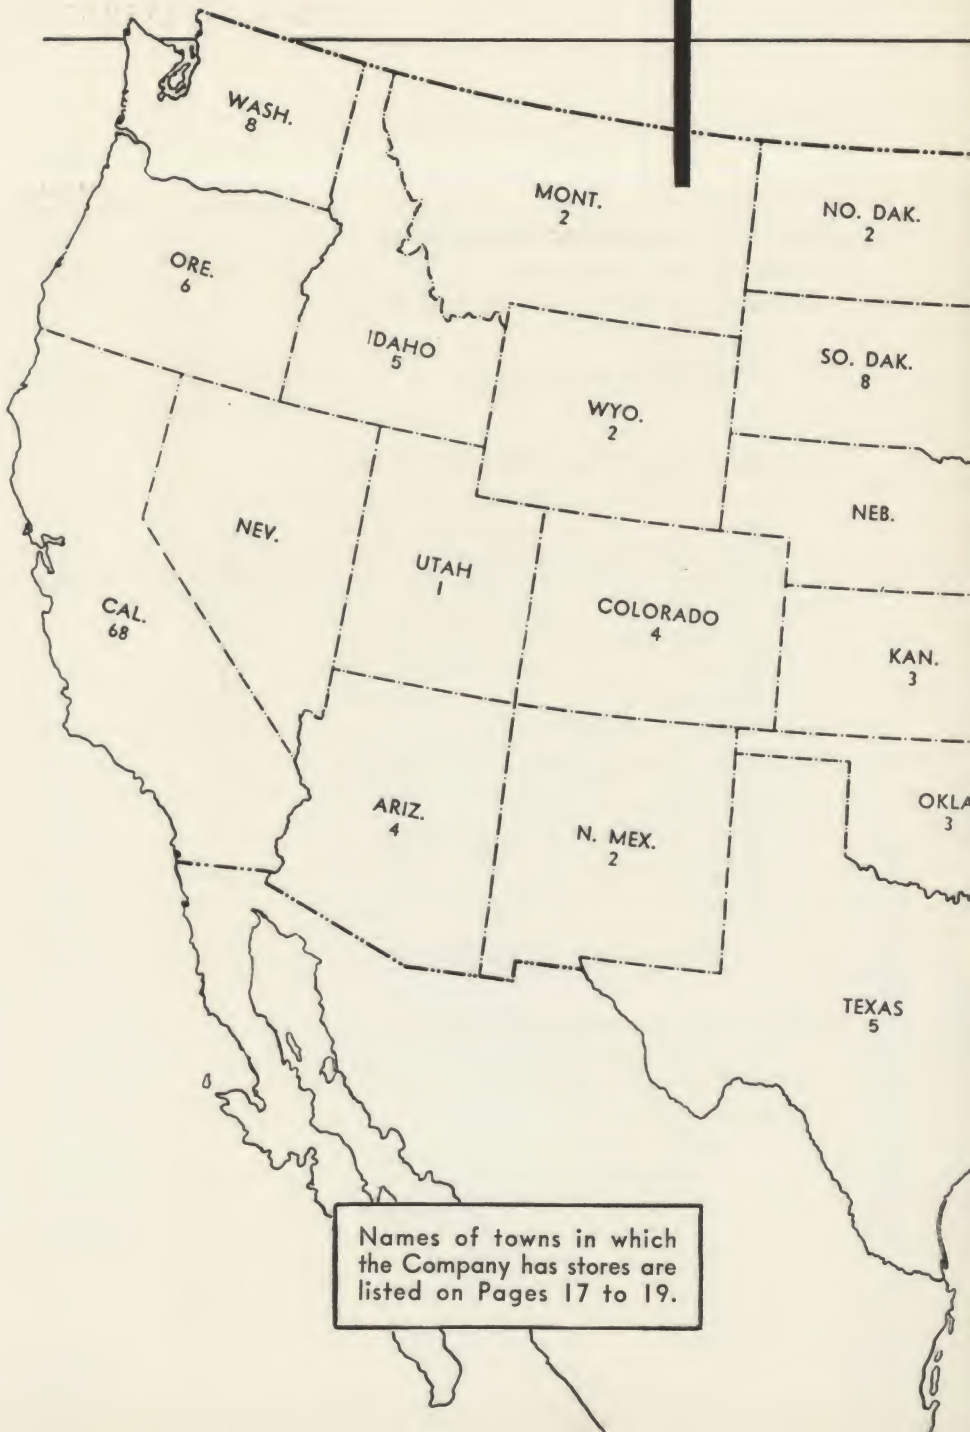 WASH.
8
MONT.
2
NO. DAK.
2
ORE.
6
IDAHO
5
SO. DAK.
8
WYO.
2
NEB.
NEV.
UTAH
1
COLORADO
4
CAL.
68
KAN.
3
ARIZ.
4
N. MEX.
2
OKLA
3
TEXAS
5
Names of towns in which
the Company has stores are
listed on Pages 17 to 19.